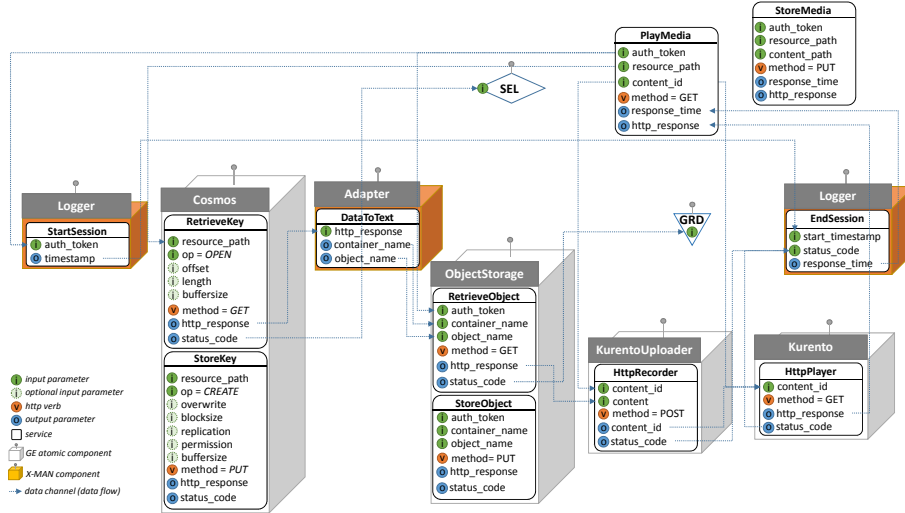 StoreMedia
i auth_token
i resource_path
i content_path
v method = PUT
o response_time
o http_response
PlayMedia
i auth_token
i resource_path
i content_id
v method = GET
o response_time
o http_response
i SEL
Logger
StartSession
i auth_token
o timestamp
Cosmos
RetrieveKey
i resource_path
i op = OPEN
i offset
i length
i buffersize
v method = GET
o http_response
o status_code
StoreKey
i resource_path
i op = CREATE
i overwrite
i blocksize
i replication
i permission
i buffersize
v method = PUT
o http_response
o status_code
Adapter
DataToText
i http_response
o container_name
o object_name
ObjectStorage
RetrieveObject
i auth_token
i container_name
i object_name
v method = GET
o http_response
o status_code
StoreObject
i auth_token
i container_name
i object_name
v method = PUT
o http_response
o status_code
GRD
i
KurentoUploader
HttpRecorder
i content_id
i content
v method = POST
o content_id
o status_code
Logger
EndSession
i start_timestamp
i status_code
o response_time
Kurento
HttpPlayer
i content_id
v method = GET
o http_response
o status_code
i input parameter
i optional input parameter
v http verb
o output parameter
service
GE atomic component
X-MAN component
data channel (data flow)